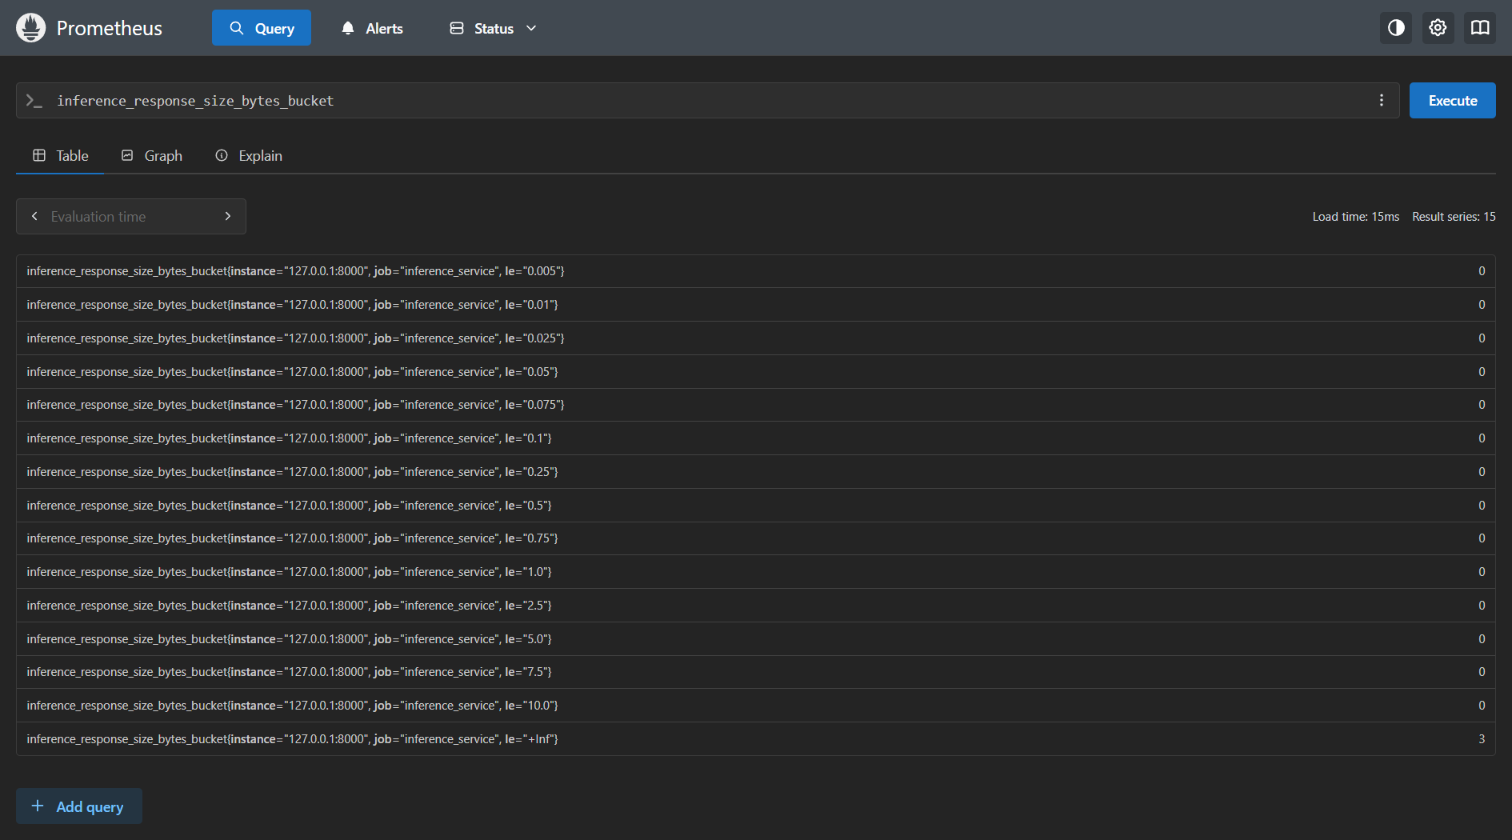 Prometheus Query Alerts Status
>_ inference_response_size_bytes_bucket Execute
Table Graph Explain
Evaluation time Load time: 15ms Result series: 15
inference_response_size_bytes_bucket{instance="127.0.0.1:8000", job="inference_service", le="0.005"} 0
inference_response_size_bytes_bucket{instance="127.0.0.1:8000", job="inference_service", le="0.01"} 0
inference_response_size_bytes_bucket{instance="127.0.0.1:8000", job="inference_service", le="0.025"} 0
inference_response_size_bytes_bucket{instance="127.0.0.1:8000", job="inference_service", le="0.05"} 0
inference_response_size_bytes_bucket{instance="127.0.0.1:8000", job="inference_service", le="0.075"} 0
inference_response_size_bytes_bucket{instance="127.0.0.1:8000", job="inference_service", le="0.1"} 0
inference_response_size_bytes_bucket{instance="127.0.0.1:8000", job="inference_service", le="0.25"} 0
inference_response_size_bytes_bucket{instance="127.0.0.1:8000", job="inference_service", le="0.5"} 0
inference_response_size_bytes_bucket{instance="127.0.0.1:8000", job="inference_service", le="0.75"} 0
inference_response_size_bytes_bucket{instance="127.0.0.1:8000", job="inference_service", le="1.0"} 0
inference_response_size_bytes_bucket{instance="127.0.0.1:8000", job="inference_service", le="2.5"} 0
inference_response_size_bytes_bucket{instance="127.0.0.1:8000", job="inference_service", le="5.0"} 0
inference_response_size_bytes_bucket{instance="127.0.0.1:8000", job="inference_service", le="7.5"} 0
inference_response_size_bytes_bucket{instance="127.0.0.1:8000", job="inference_service", le="10.0"} 0
inference_response_size_bytes_bucket{instance="127.0.0.1:8000", job="inference_service", le="+Inf"} 3
+ Add query